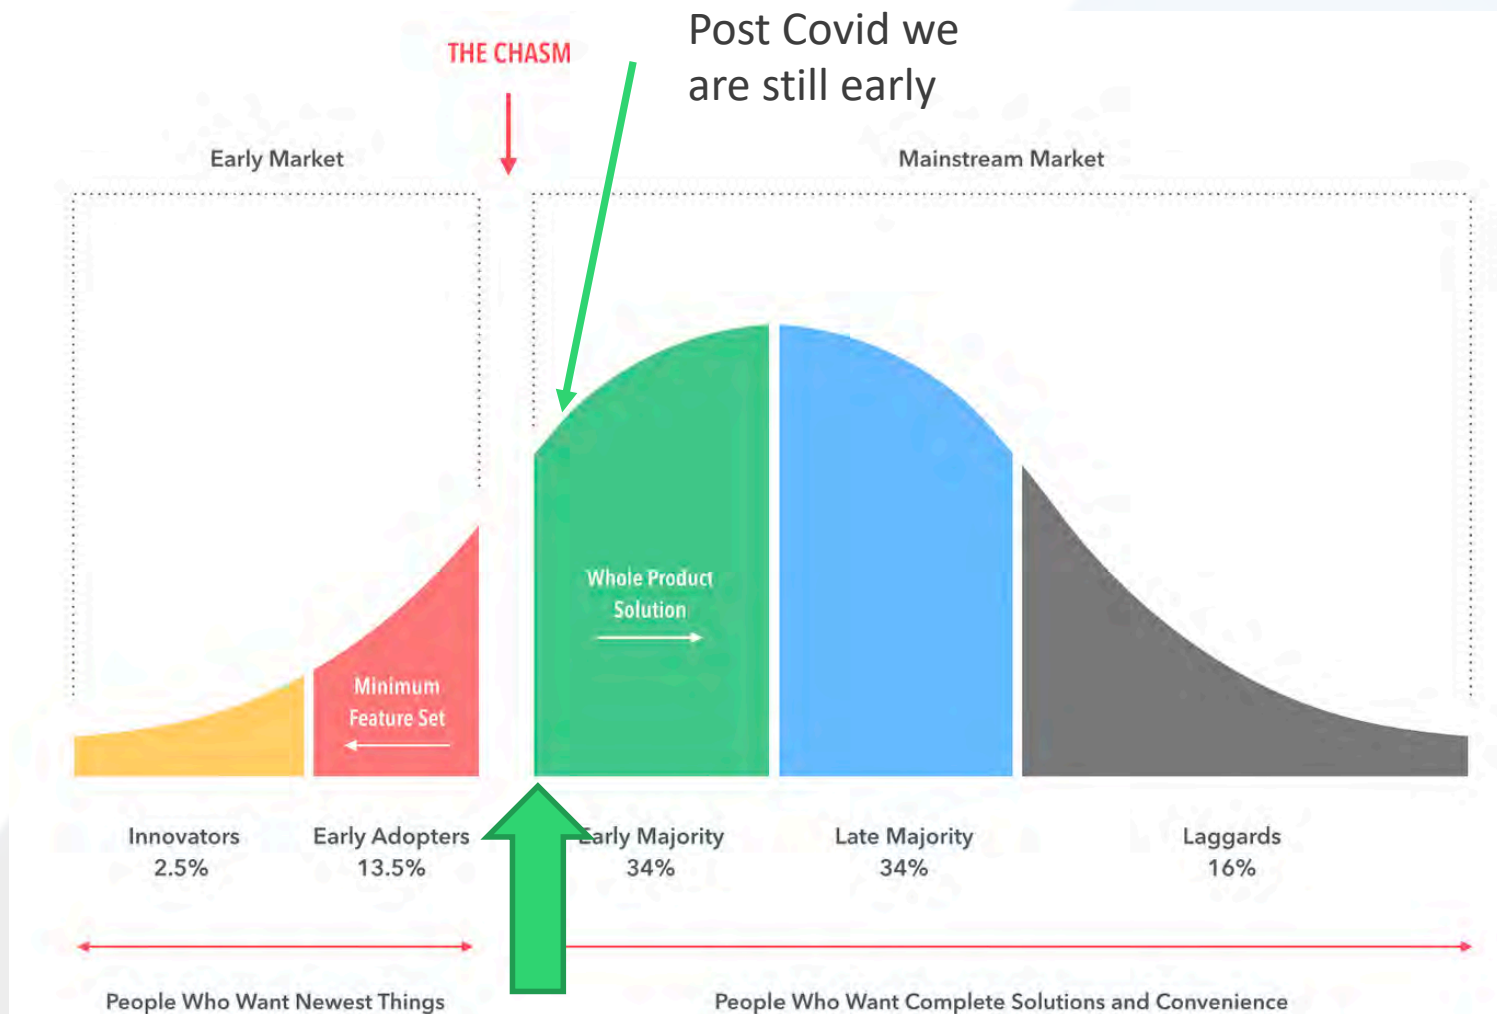 Post Covid we
are still early
THE CHASM
Early Market
Mainstream Market
Whole Product
Solution
Minimum
Feature Set
Innovators
2.5%
Early Adopters
13.5%
Early Majority
34%
Late Majority
34%
Laggards
16%
People Who Want Newest Things
People Who Want Complete Solutions and Convenience